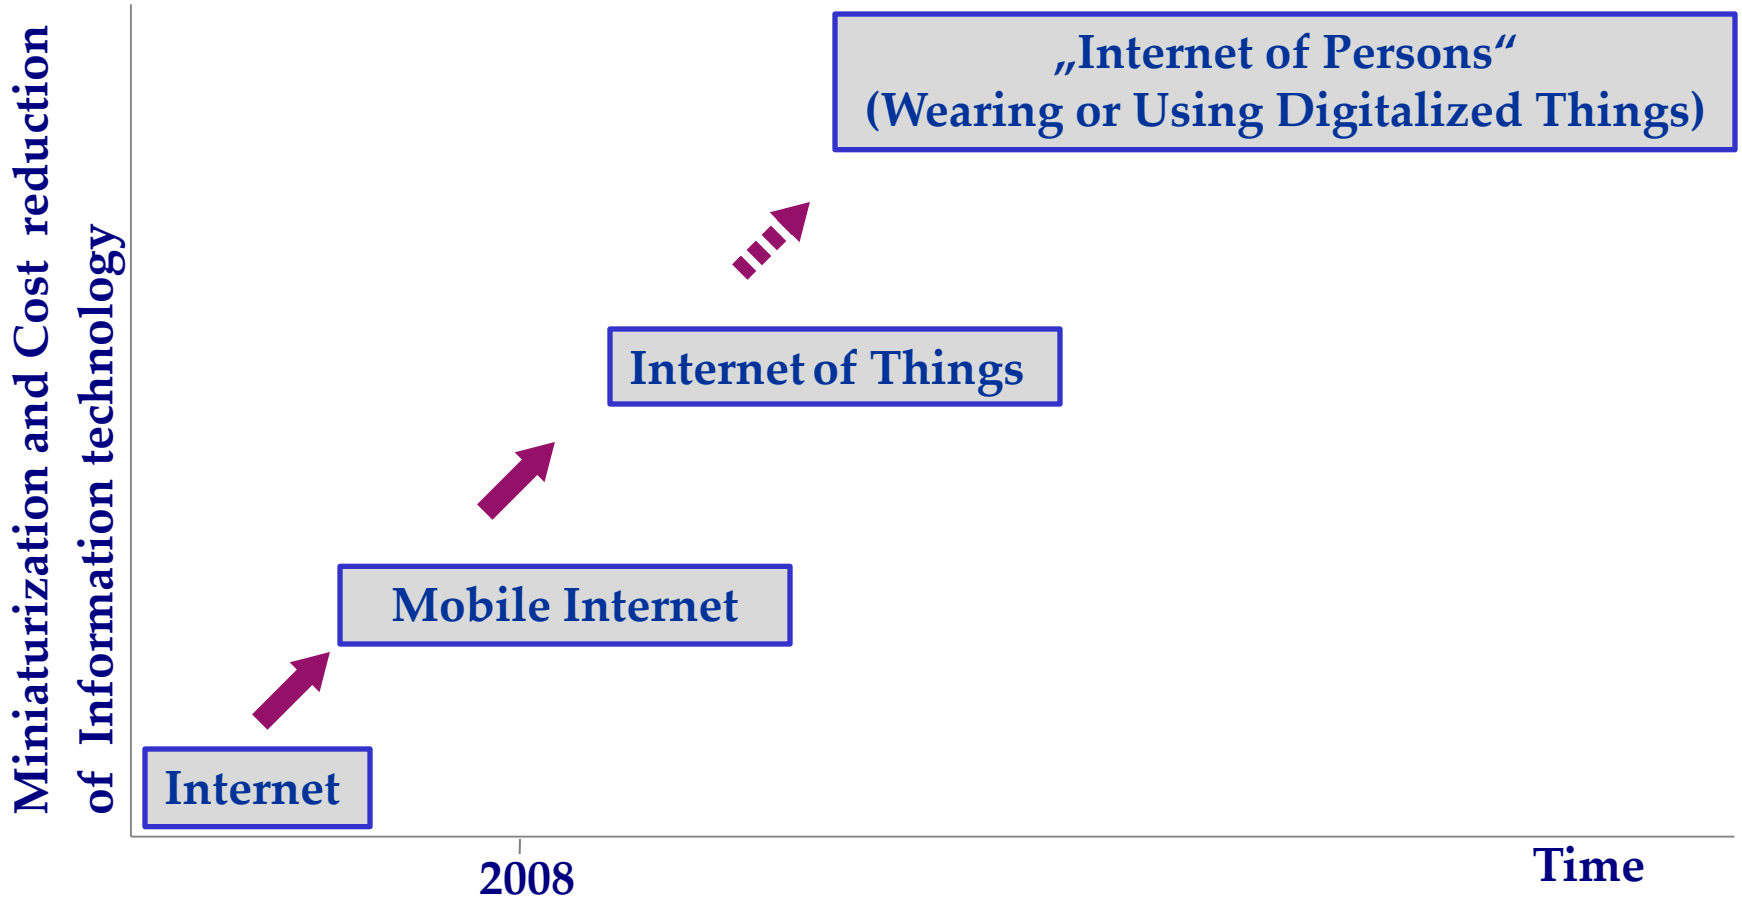 Miniaturization and Cost reduction
of Information technology
„Internet of Persons“
(Wearing or Using Digitalized Things)
Internet of Things
Mobile Internet
Internet
2008
Time